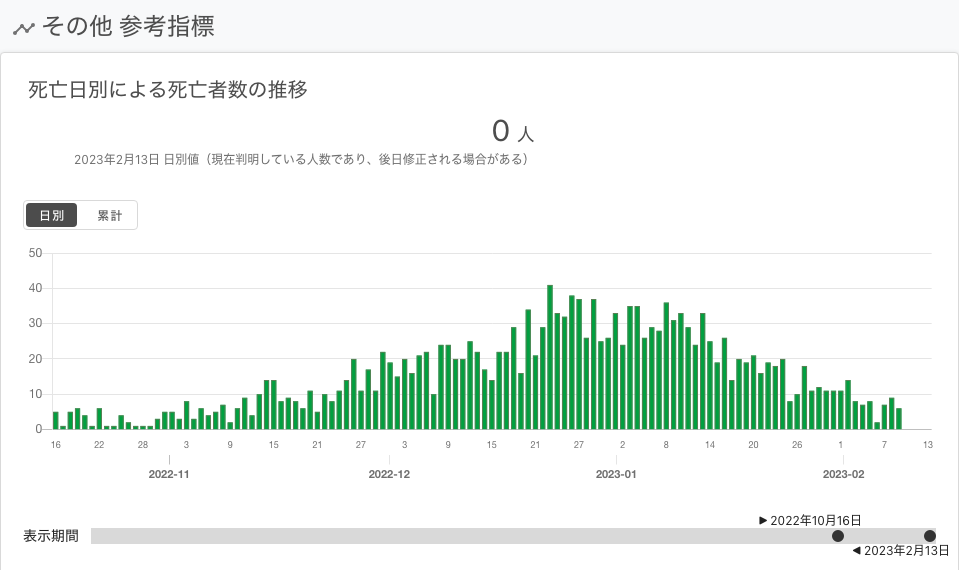 その他 参考指標
死亡日別による死亡者数の推移
0 人
2023年2月13日 日別値（現在判明している人数であり、後日修正される場合がある）
日別 累計
50
40
30
20
10
0
16 22 28 3 9 15 21 27 3 9 15 21 27 2 8 14 20 26 1 7 13
2022-11 2022-12 2023-01 2023-02
▶ 2022年10月16日
表示期間
◀ 2023年2月13日